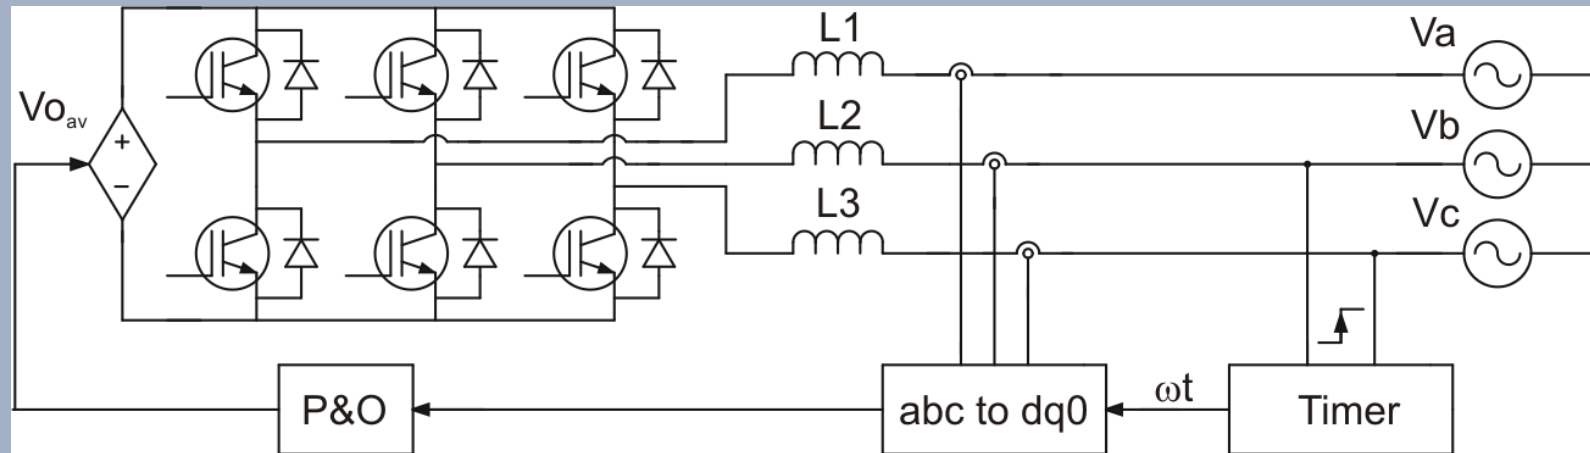 L1
Va
Vo_av
+
L2
Vb
−
L3
Vc
P&O
abc to dq0
ωt
Timer